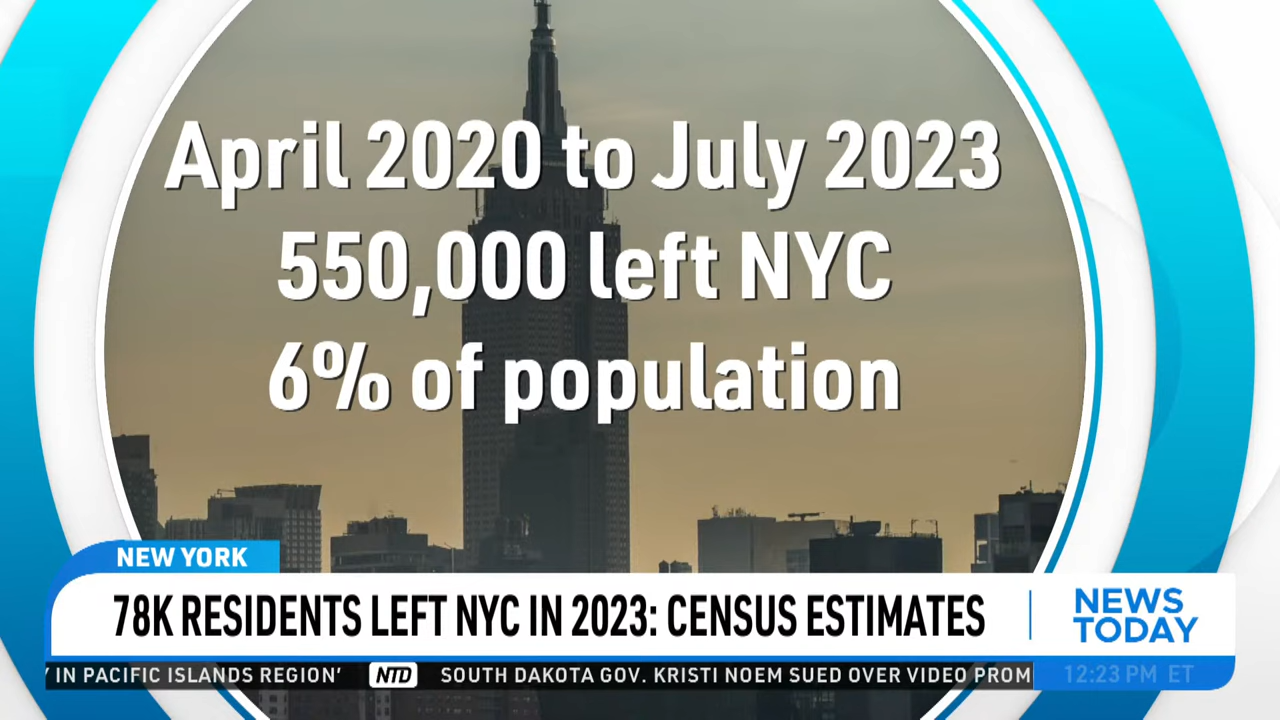 April 2020 to July 2023
550,000 left NYC
6% of population
NEW YORK
78K RESIDENTS LEFT NYC IN 2023: CENSUS ESTIMATES
NEWS
TODAY
IN PACIFIC ISLANDS REGION’ NTD SOUTH DAKOTA GOV. KRISTI NOEM SUED OVER VIDEO PROM
12:23 PM ET